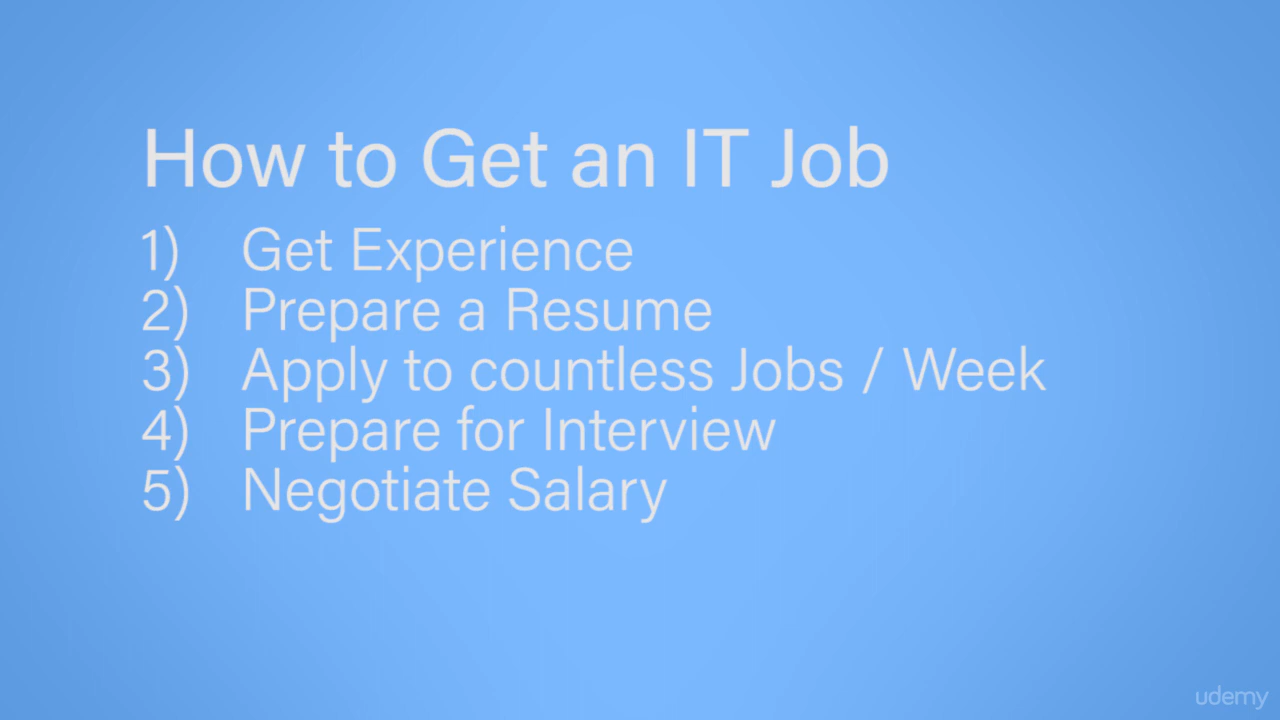 How to Get an IT Job
1) Get Experience
2) Prepare a Resume
3) Apply to countless Jobs / Week
4) Prepare for Interview
5) Negotiate Salary
udemy